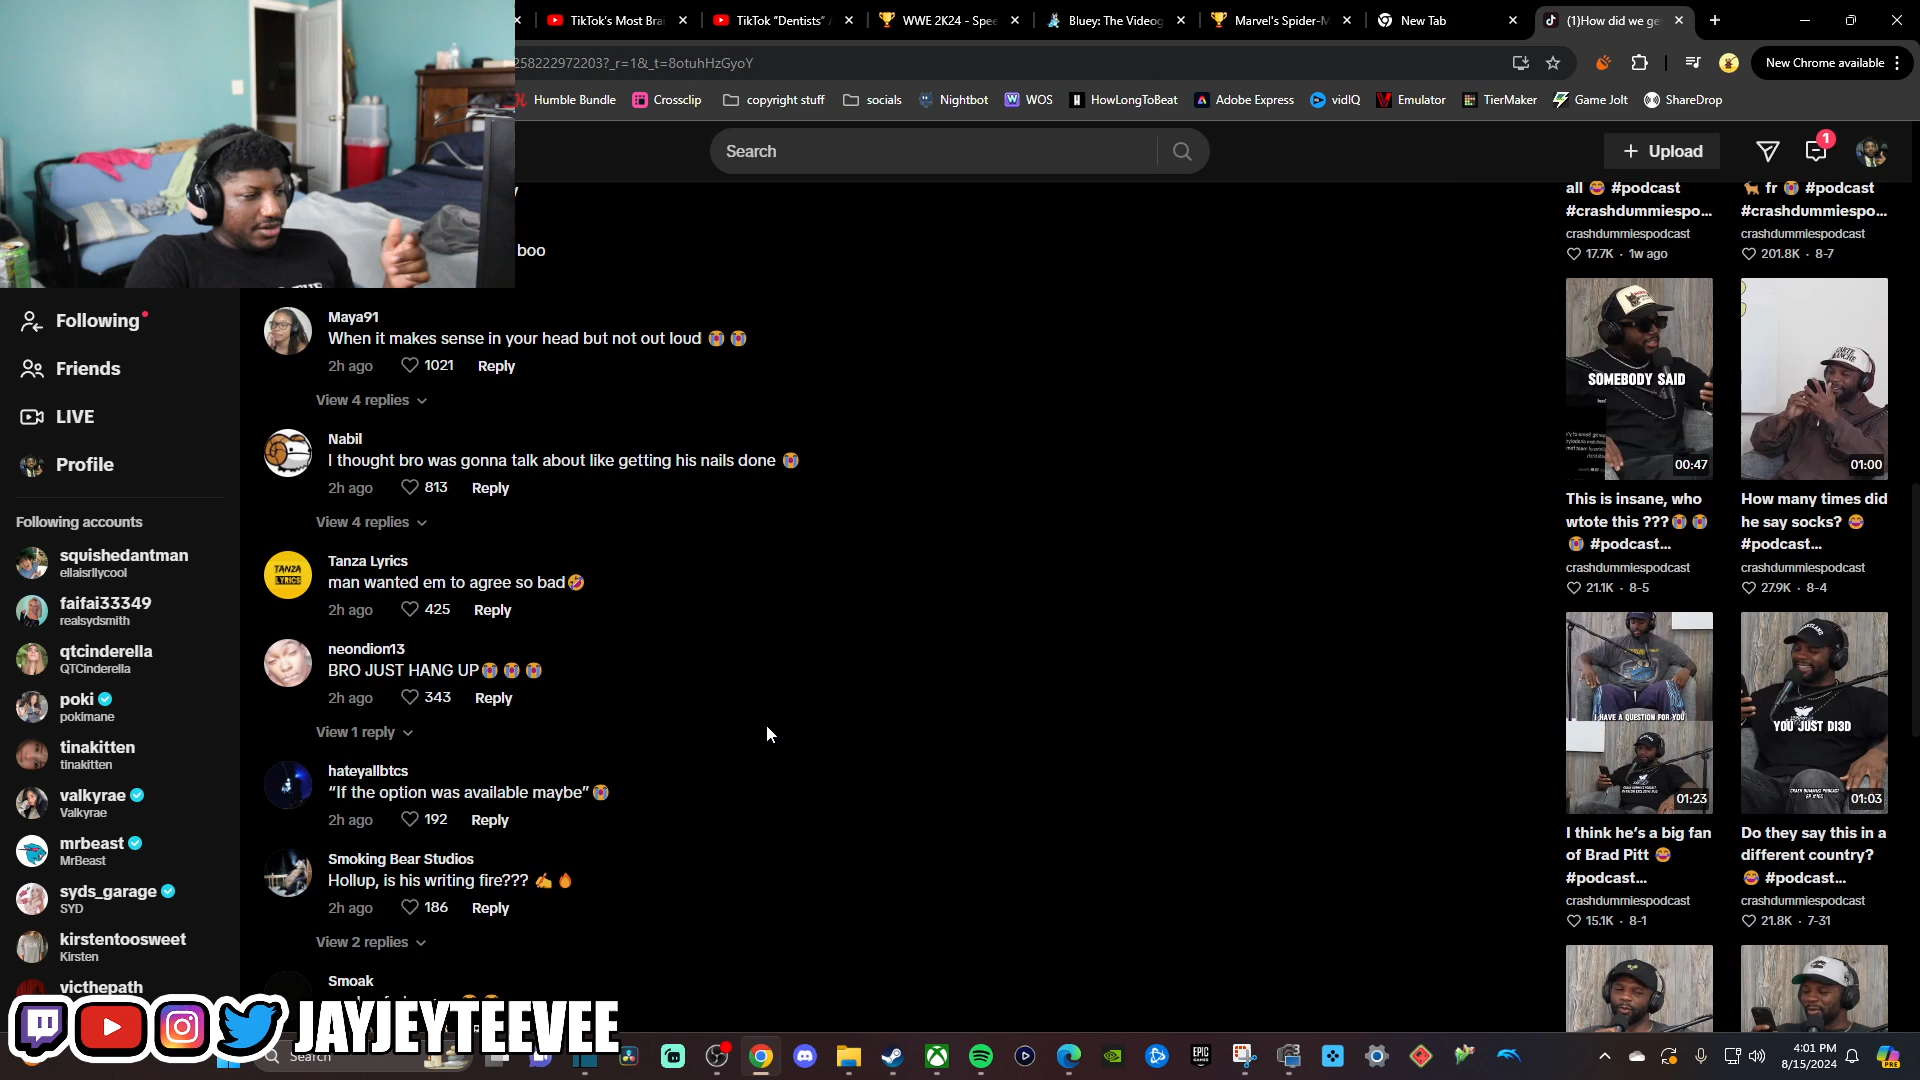 TikTok's Most Brai
TikTok "Dentists"
WWE 2K24 - Spee
Bluey: The Videog
Marvel's Spider-M
New Tab
(1)How did we ge
258222972203?_r=1&_t=8otuhHzGyoY
New Chrome available
Humble Bundle
Crossclip
copyright stuff
socials
Nightbot
WOS
HowLongToBeat
Adobe Express
vidIQ
Emulator
TierMaker
Game Jolt
ShareDrop
Search
+ Upload
1
boo
Following
Friends
LIVE
Profile
Following accounts
squishedantman
ellaisrllycool
faifai33349
realsydsmith
qtcinderella
QTCinderella
poki
pokimane
tinakitten
tinakitten
valkyrae
Valkyrae
mrbeast
MrBeast
syds_garage
SYD
kirstentoosweet
Kirsten
victhepath
Maya91
When it makes sense in your head but not out loud 😭 😭
2h ago 1021 Reply
View 4 replies
Nabil
I thought bro was gonna talk about like getting his nails done 😭
2h ago 813 Reply
View 4 replies
TANZA
LYRICS
Tanza Lyrics
man wanted em to agree so bad🤣
2h ago 425 Reply
neondion13
BRO JUST HANG UP😭 😭 😭
2h ago 343 Reply
View 1 reply
hateyallbtcs
"If the option was available maybe" 😭
2h ago 192 Reply
Smoking Bear Studios
Hollup, is his writing fire??? ✍🔥
2h ago 186 Reply
View 2 replies
Smoak
all 😂 #podcast
#crashdummiespo...
crashdummiespodcast
17.7K · 1w ago
🐕 fr 😭 #podcast
#crashdummiespo...
crashdummiespodcast
201.8K · 8-7
SOMEBODY SAID
00:47
This is insane, who
wtote this ???😭 😭
😭 #podcast...
crashdummiespodcast
21.1K · 8-5
CARTE
BLANCHE
01:00
How many times did
he say socks? 😂
#podcast...
crashdummiespodcast
27.9K · 8-4
I HAVE A QUESTION FOR YOU
01:23
I think he's a big fan
of Brad Pitt 😂
#podcast...
crashdummiespodcast
15.1K · 8-1
YOU JUST DI3D
01:03
Do they say this in a
different country?
😂 #podcast...
crashdummiespodcast
21.8K · 7-31
JAYJEYTEEVEE
Search
EPIC
GAMES
4:01 PM
8/15/2024
PRE